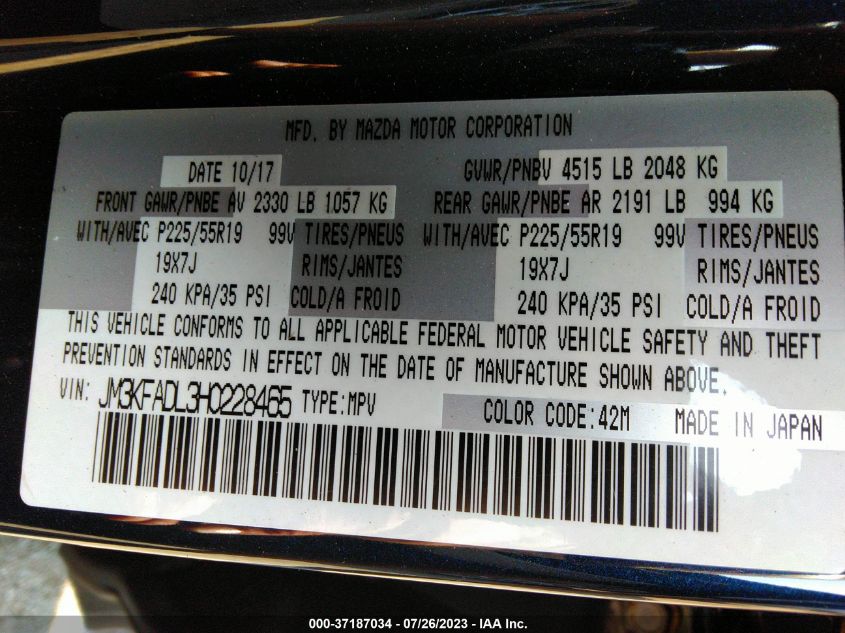 MFD. BY MAZDA MOTOR CORPORATION
DATE 10/17 GVWR/PNBV 4515 LB 2048 KG
FRONT GAWR/PNBE AV 2330 LB 1057 KG REAR GAWR/PNBE AR 2191 LB 994 KG
WITH/AVEC P225/55R19 99V TIRES/PNEUS WITH/AVEC P225/55R19 99V TIRES/PNEUS
19X7J RIMS/JANTES 19X7J RIMS/JANTES
240 KPA/35 PSI COLD/A FROID 240 KPA/35 PSI COLD/A FROID
THIS VEHICLE CONFORMS TO ALL APPLICABLE FEDERAL MOTOR VEHICLE SAFETY AND THEFT
PREVENTION STANDARDS IN EFFECT ON THE DATE OF MANUFACTURE SHOWN ABOVE.
VIN: JM3KFADL3H0228465 TYPE:MPV COLOR CODE:42M MADE IN JAPAN
000-37187034 - 07/26/2023 - IAA Inc.